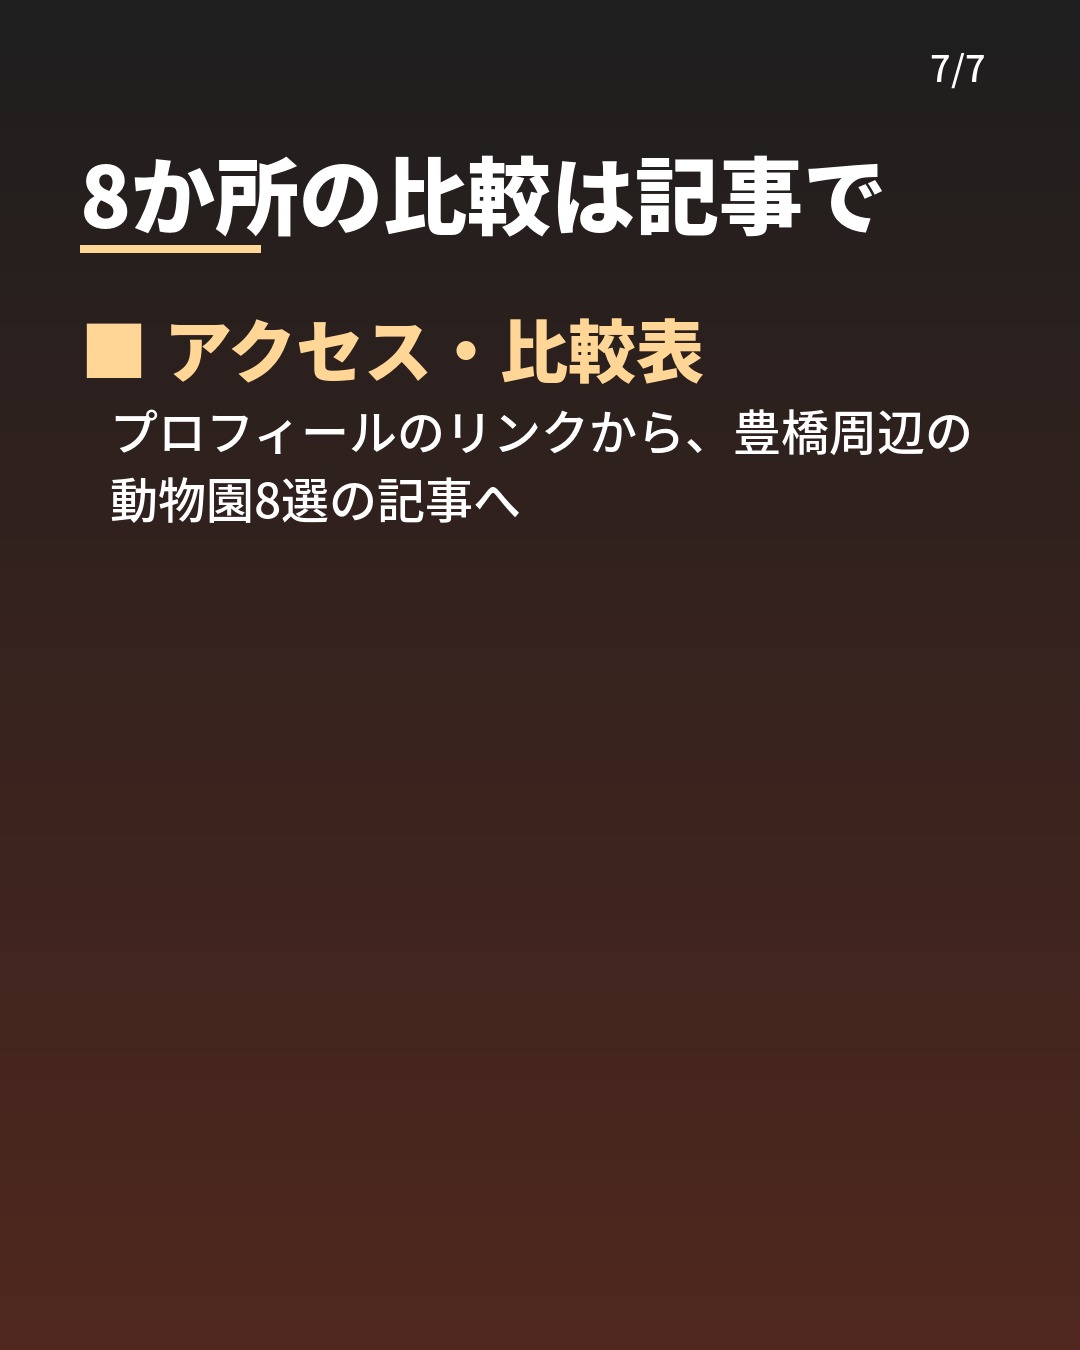 7/7
8か所の比較は記事で
■ アクセス・比較表
プロフィールのリンクから、豊橋周辺の
動物園8選の記事へ